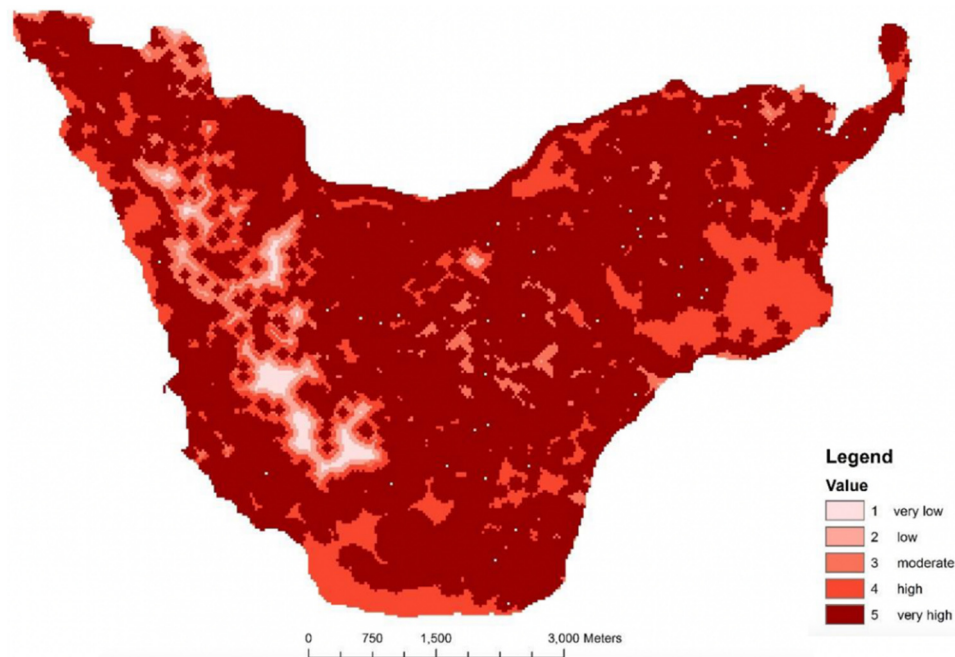 Legend
Value
1 very low
2 low
3 moderate
4 high
5 very high
0 750 1,500 3,000 Meters